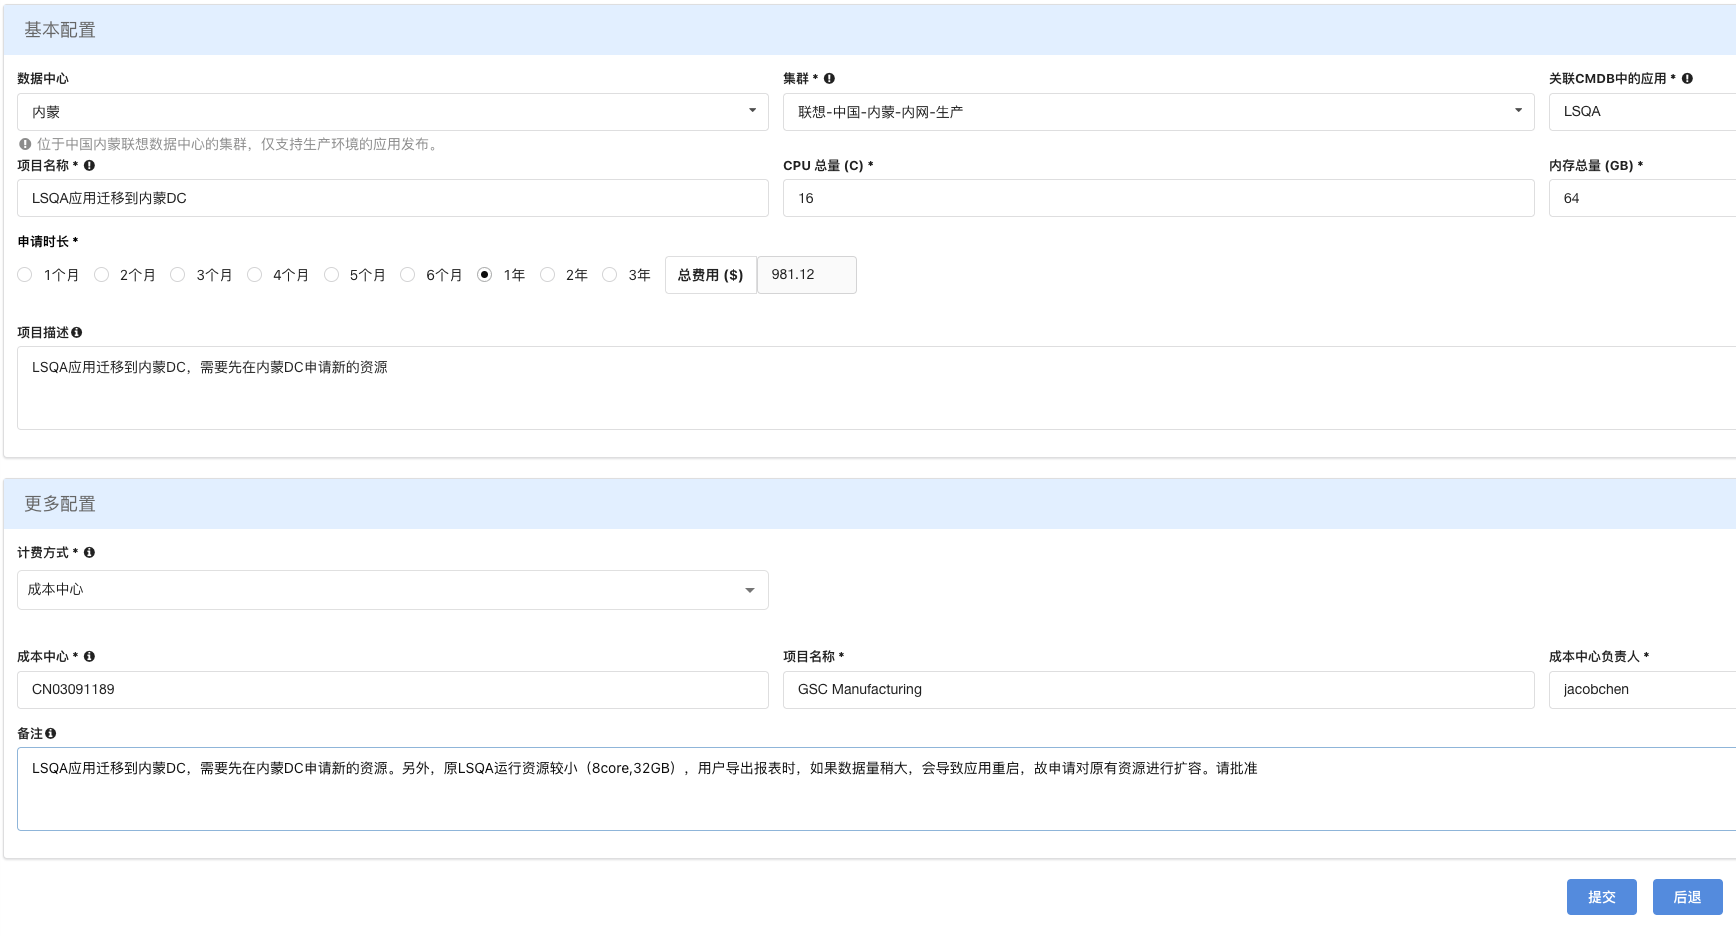 基本配置
数据中心 集群 * 关联CMDB中的应用 *
内蒙 联想-中国-内蒙-内网-生产 LSQA
位于中国内蒙联想数据中心的集群，仅支持生产环境的应用发布。
项目名称 * CPU 总量 (C) * 内存总量 (GB) *
LSQA应用迁移到内蒙DC 16 64
申请时长 *
1个月 2个月 3个月 4个月 5个月 6个月 1年 2年 3年 总费用 ($) 981.12
项目描述
LSQA应用迁移到内蒙DC，需要先在内蒙DC申请新的资源
更多配置
计费方式 *
成本中心
成本中心 * 项目名称 * 成本中心负责人 *
CN03091189 GSC Manufacturing jacobchen
备注
LSQA应用迁移到内蒙DC，需要先在内蒙DC申请新的资源。另外，原LSQA运行资源较小（8core,32GB），用户导出报表时，如果数据量稍大，会导致应用重启，故申请对原有资源进行扩容。请批准
提交 后退